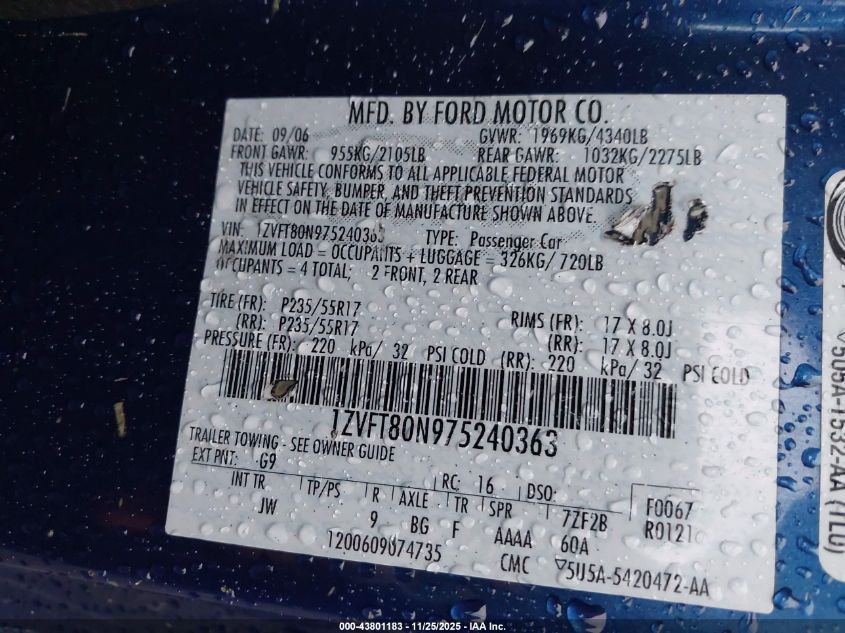 MFD. BY FORD MOTOR CO.
DATE: 09/06 GVWR: 1969KG/4340LB
FRONT GAWR: 955KG/2105LB REAR GAWR: 1032KG/2275LB
THIS VEHICLE CONFORMS TO ALL APPLICABLE FEDERAL MOTOR
VEHICLE SAFETY, BUMPER, AND THEFT PREVENTION STANDARDS
IN EFFECT ON THE DATE OF MANUFACTURE SHOWN ABOVE.
VIN: 1ZVFT80N975240363 TYPE: Passenger Car
MAXIMUM LOAD = OCCUPANTS + LUGGAGE = 326KG/ 720LB
OCCUPANTS = 4 TOTAL; 2 FRONT, 2 REAR
TIRE (FR): P235/55R17 RIMS (FR): 17 X 8.0J
(RR): P235/55R17 (RR): 17 X 8.0J
PRESSURE (FR): 220 kPa/ 32 PSI COLD (RR): 220 kPa/ 32 PSI COLD
1ZVFT80N975240363
TRAILER TOWING - SEE OWNER GUIDE
EXT PNT: G9 RC: 16 DSO: F0067
INT TR TP/PS R AXLE TR SPR 7ZF2B R0121
JW 9 BG F AAAA 60A
1200609074735 CMC ▽5U5A-5420472-AA
000-43801183 - 11/25/2025 - IAA Inc.